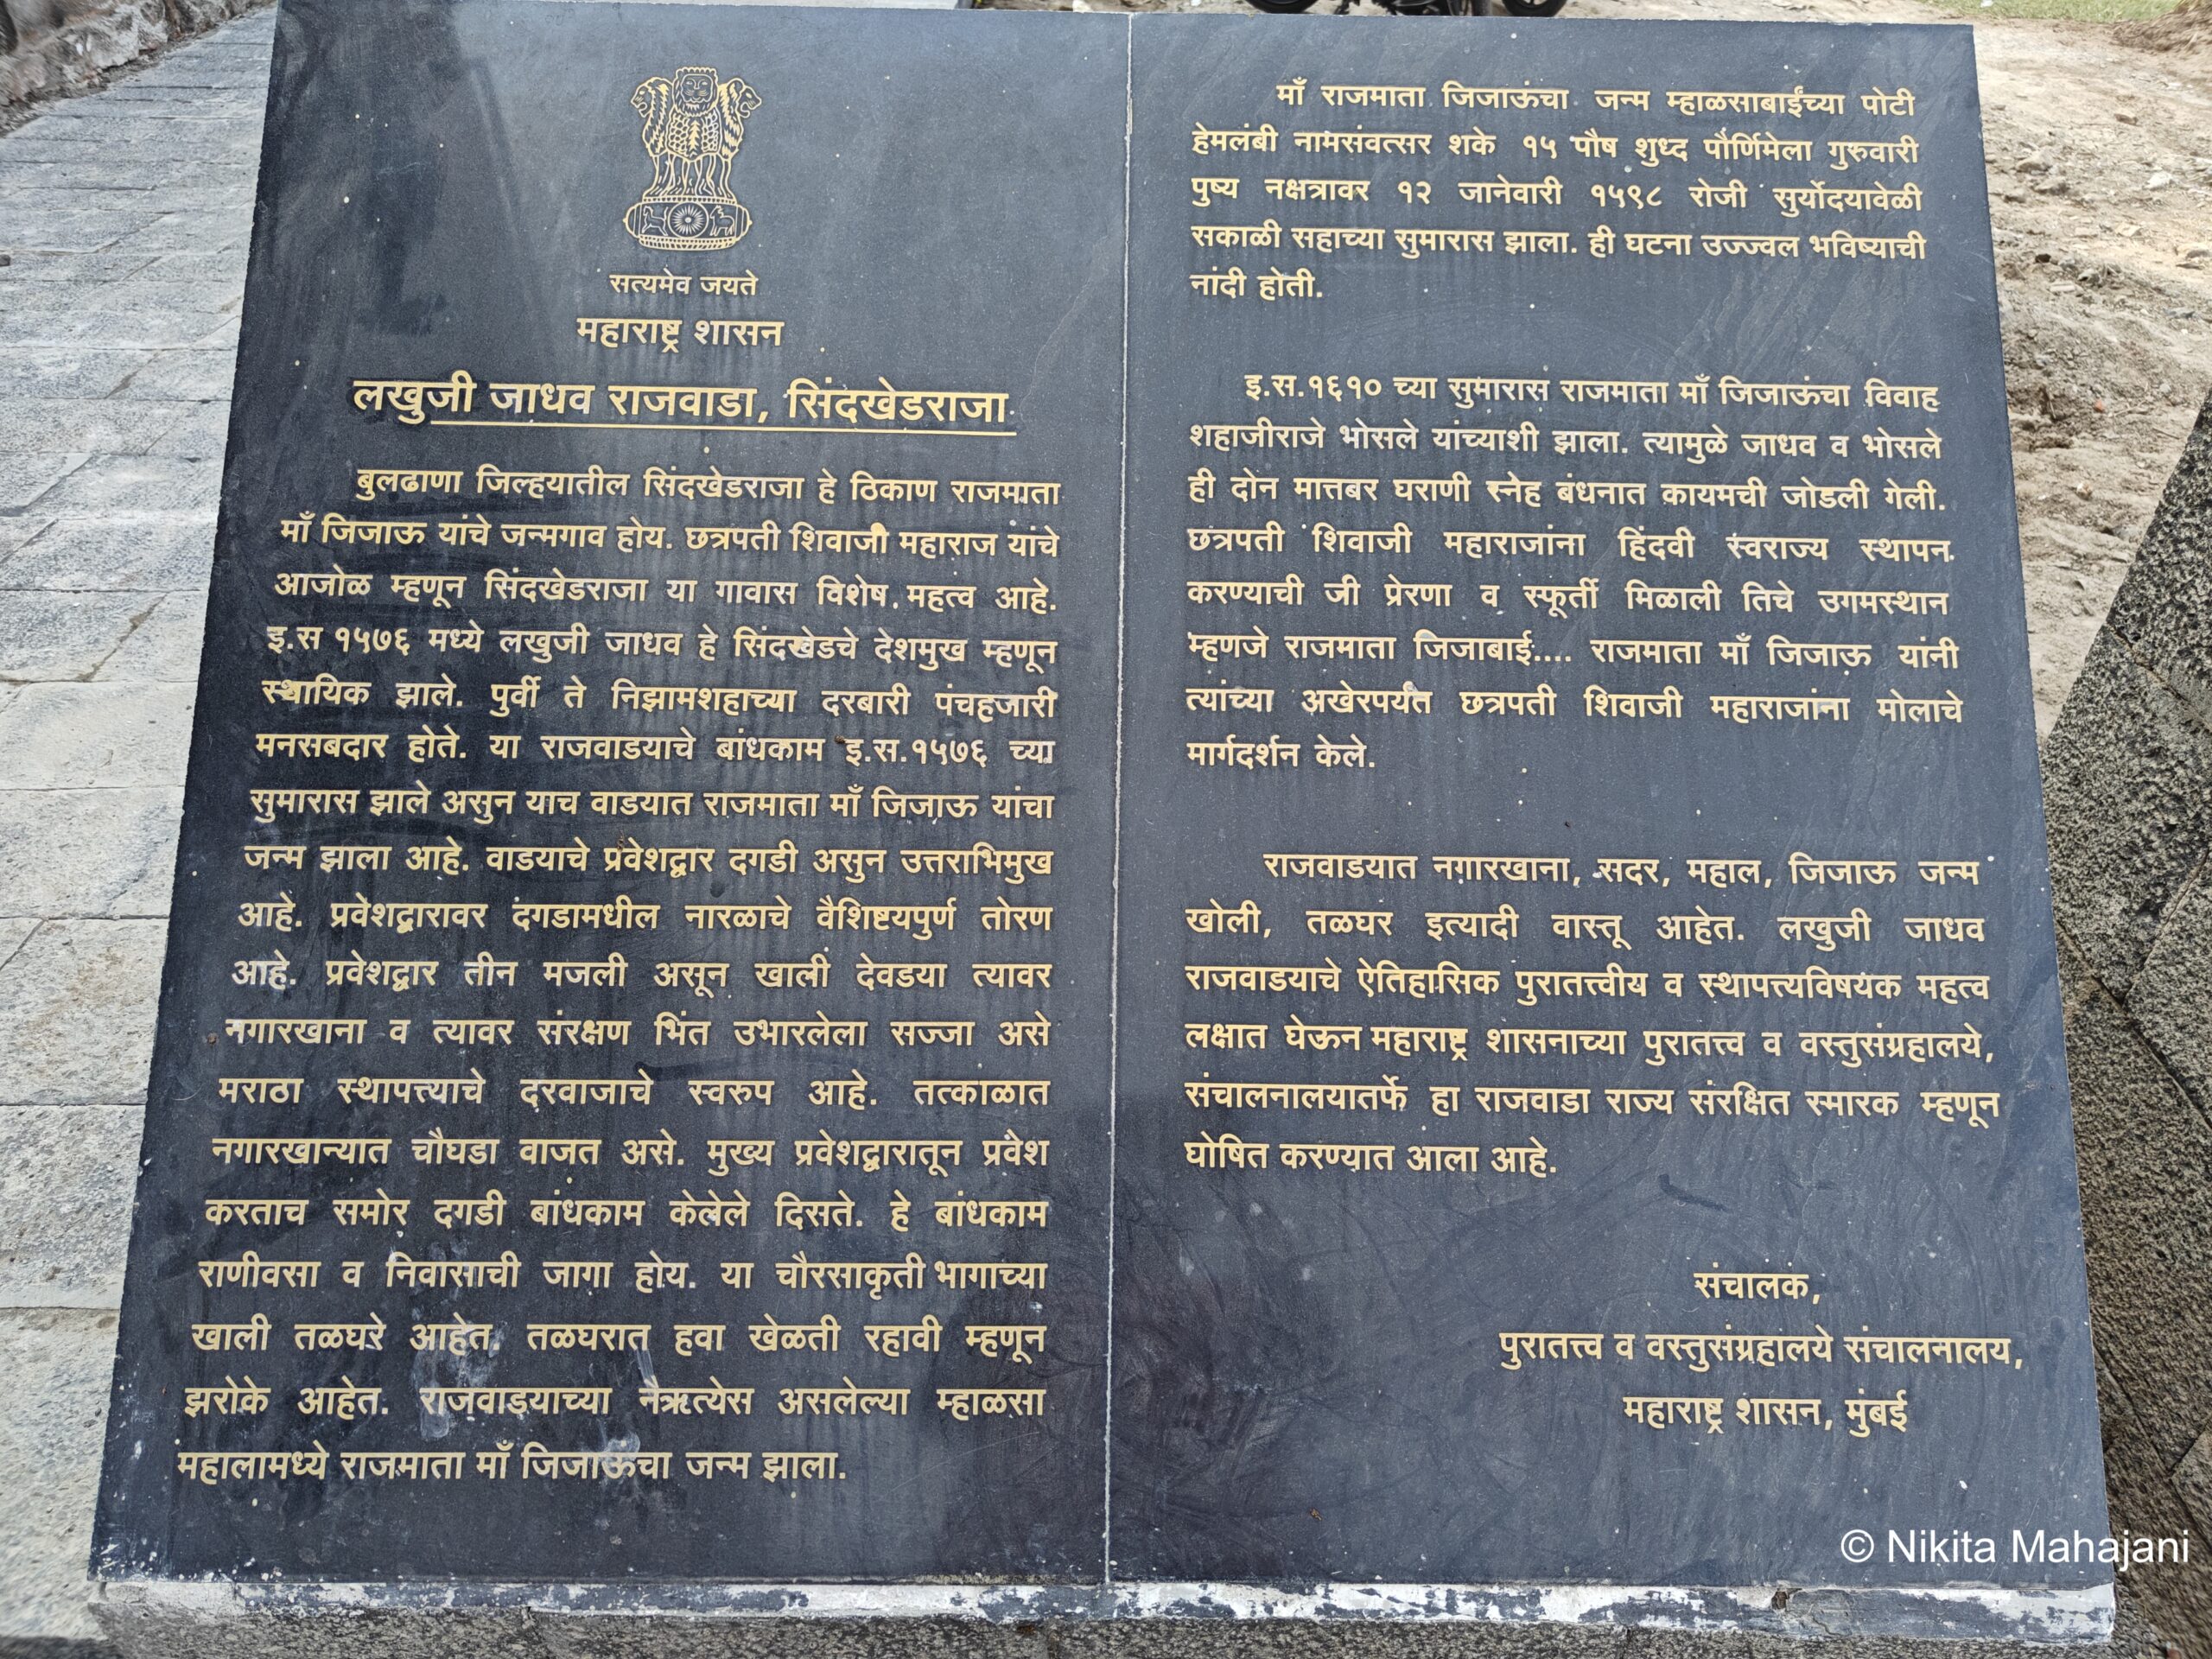 सत्यमेव जयते
महाराष्ट्र शासन
लखुजी जाधव राजवाडा, सिंदखेडराजा
बुलढाणा जिल्हयातील सिंदखेडराजा हे ठिकाण राजमाता
माँ जिजाऊ यांचे जन्मगाव होय. छत्रपती शिवाजी महाराज यांचे
आजोळ म्हणून सिंदखेडराजा या गावास विशेष महत्व आहे.
इ.स १५७६ मध्ये लखुजी जाधव हे सिंदखेडचे देशमुख म्हणून
स्थायिक झाले. पुर्वी ते निझामशहाच्या दरबारी पंचहजारी
मनसबदार होते. या राजवाडयाचे बांधकाम इ.स.१५७६ च्या
सुमारास झाले असुन याच वाडयात राजमाता माँ जिजाऊ यांचा
जन्म झाला आहे. वाडयाचे प्रवेशद्वार दगडी असुन उत्तराभिमुख
आहे. प्रवेशद्वारावर दगडामधील नारळाचे वैशिष्टयपुर्ण तोरण
आहे. प्रवेशद्वार तीन मजली असून खाली देवडया त्यावर
नगारखाना व त्यावर संरक्षण भिंत उभारलेला सज्जा असे
मराठा स्थापत्त्याचे दरवाजाचे स्वरुप आहे. तत्काळात
नगारखान्यात चौघडा वाजत असे. मुख्य प्रवेशद्वारातून प्रवेश
करताच समोर दगडी बांधकाम केलेले दिसते. हे बांधकाम
राणीवसा व निवासाची जागा होय. या चौरसाकृती भागाच्या
खाली तळघरे आहेत. तळघरात हवा खेळती रहावी म्हणून
झरोके आहेत. राजवाडयाच्या नैऋत्येस असलेल्या म्हाळसा
महालामध्ये राजमाता माँ जिजाऊचा जन्म झाला.
माँ राजमाता जिजाऊंचा जन्म म्हाळसाबाईंच्या पोटी
हेमलंबी नामसंवत्सर शके १५ पौष शुध्द पौर्णिमेला गुरुवारी
पुष्य नक्षत्रावर १२ जानेवारी १५९८ रोजी सुर्योदयावेळी
सकाळी सहाच्या सुमारास झाला. ही घटना उज्ज्वल भविष्याची
नांदी होती.
इ.स.१६१० च्या सुमारास राजमाता माँ जिजाऊंचा विवाह
शहाजीराजे भोसले यांच्याशी झाला. त्यामुळे जाधव व भोसले
ही दोन मात्तबर घराणी स्नेह बंधनात कायमची जोडली गेली.
छत्रपती शिवाजी महाराजांना हिंदवी स्वराज्य स्थापन
करण्याची जी प्रेरणा व स्फूर्ती मिळाली तिचे उगमस्थान
म्हणजे राजमाता जिजाबाई.... राजमाता माँ जिजाऊ यांनी
त्यांच्या अखेरपर्यंत छत्रपती शिवाजी महाराजांना मोलाचे
मार्गदर्शन केले.
राजवाडयात नगारखाना, सदर, महाल, जिजाऊ जन्म
खोली, तळघर इत्यादी वास्तू आहेत. लखुजी जाधव
राजवाडयाचे ऐतिहासिक पुरातत्त्वीय व स्थापत्त्यविषयक महत्व
लक्षात घेऊन महाराष्ट्र शासनाच्या पुरातत्त्व व वस्तुसंग्रहालये,
संचालनालयातर्फे हा राजवाडा राज्य संरक्षित स्मारक म्हणून
घोषित करण्यात आला आहे.
संचालक,
पुरातत्त्व व वस्तुसंग्रहालये संचालनालय,
महाराष्ट्र शासन, मुंबई
© Nikita Mahajani